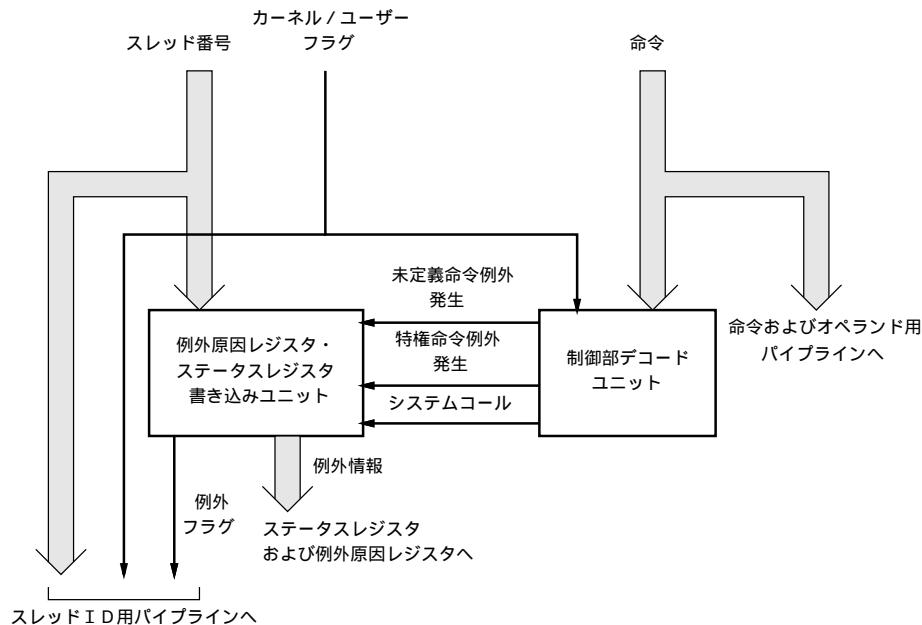 カーネル / ユーザー
フラグ
スレッド番号
命令
未定義命令例外
発生
特権命令例外
発生
システムコール
例外原因レジスタ・
ステータスレジスタ
書き込みユニット
制御部デコード
ユニット
命令およびオペランド用
パイプラインへ
例外情報
例外
フラグ
ステータスレジスタ
および例外原因レジスタへ
スレッドＩＤ用パイプラインへ